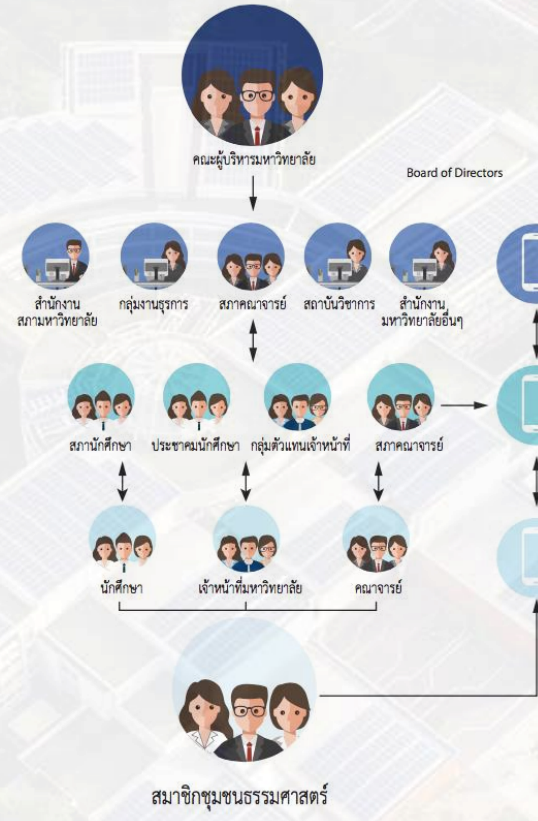 คณะผู้บริหารมหาวิทยาลัย
Board of Directors
สำนักงาน
สภามหาวิทยาลัย
กลุ่มงานธุรการ
สภาคณาจารย์
สถาบันวิชาการ
สำนักงาน
มหาวิทยาลัยอื่นๆ
สภานักศึกษา
ประชาคมนักศึกษา
กลุ่มตัวแทนเจ้าหน้าที่
สภาคณาจารย์
นักศึกษา
เจ้าหน้าที่มหาวิทยาลัย
คณาจารย์
สมาชิกชุมชนธรรมศาสตร์